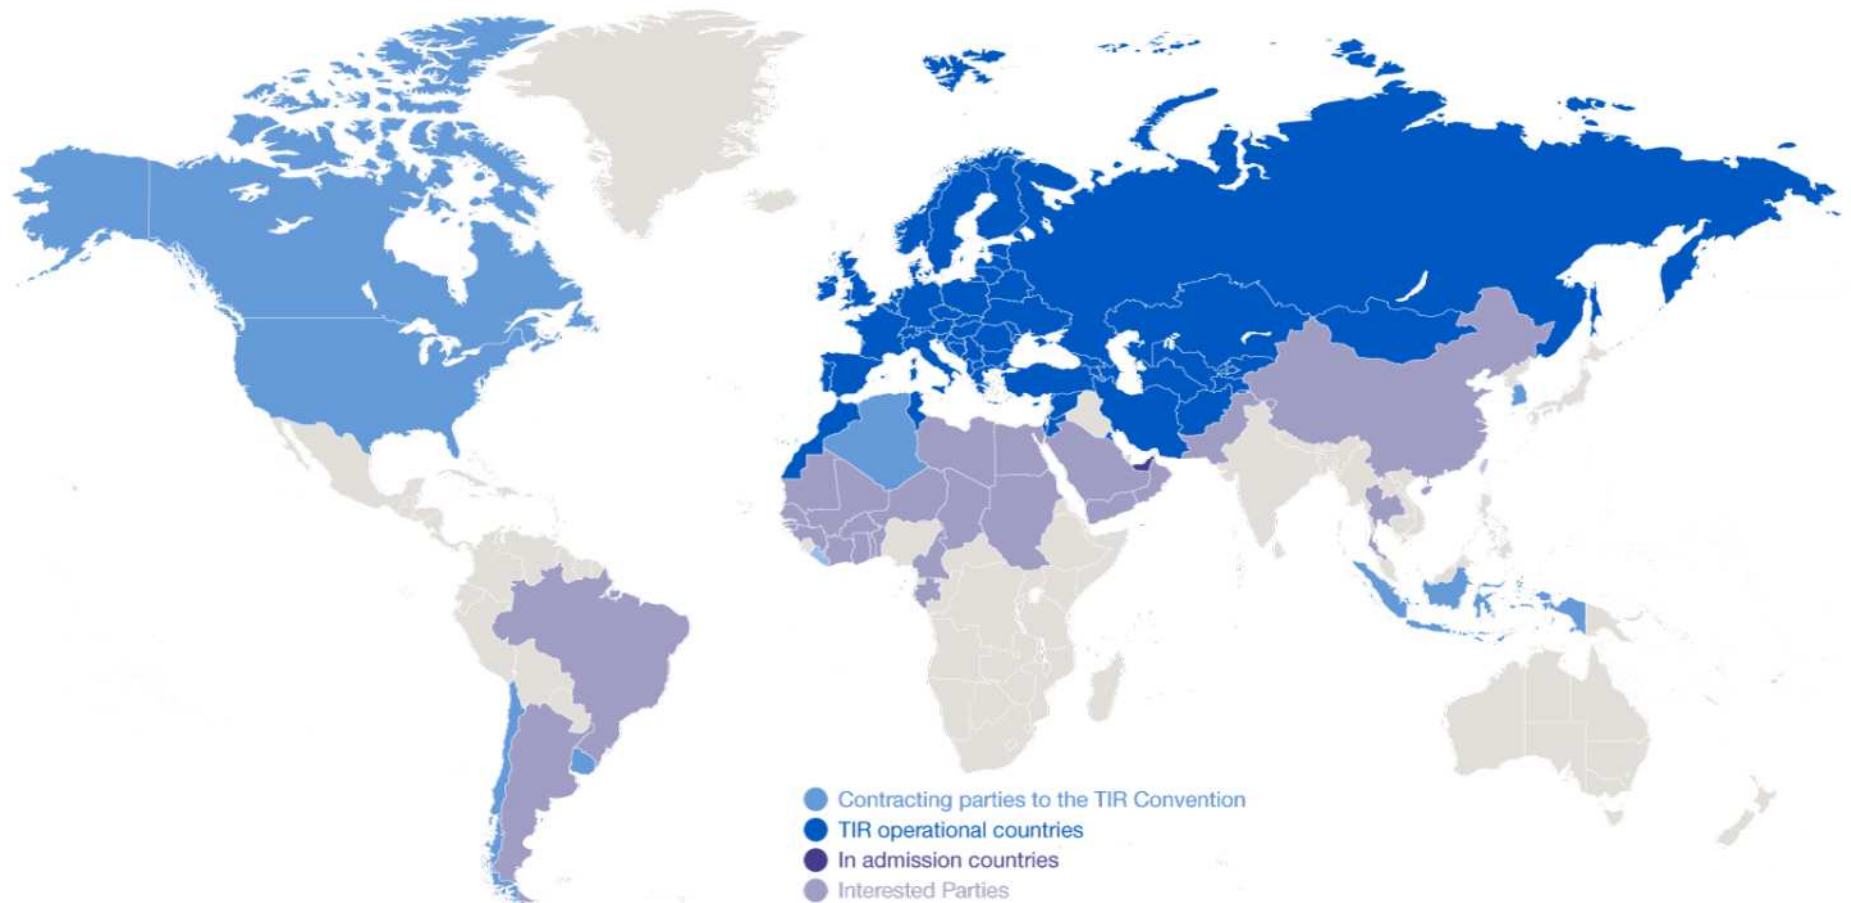 Contracting parties to the TIR Convention
TIR operational countries
In admission countries
Interested Parties